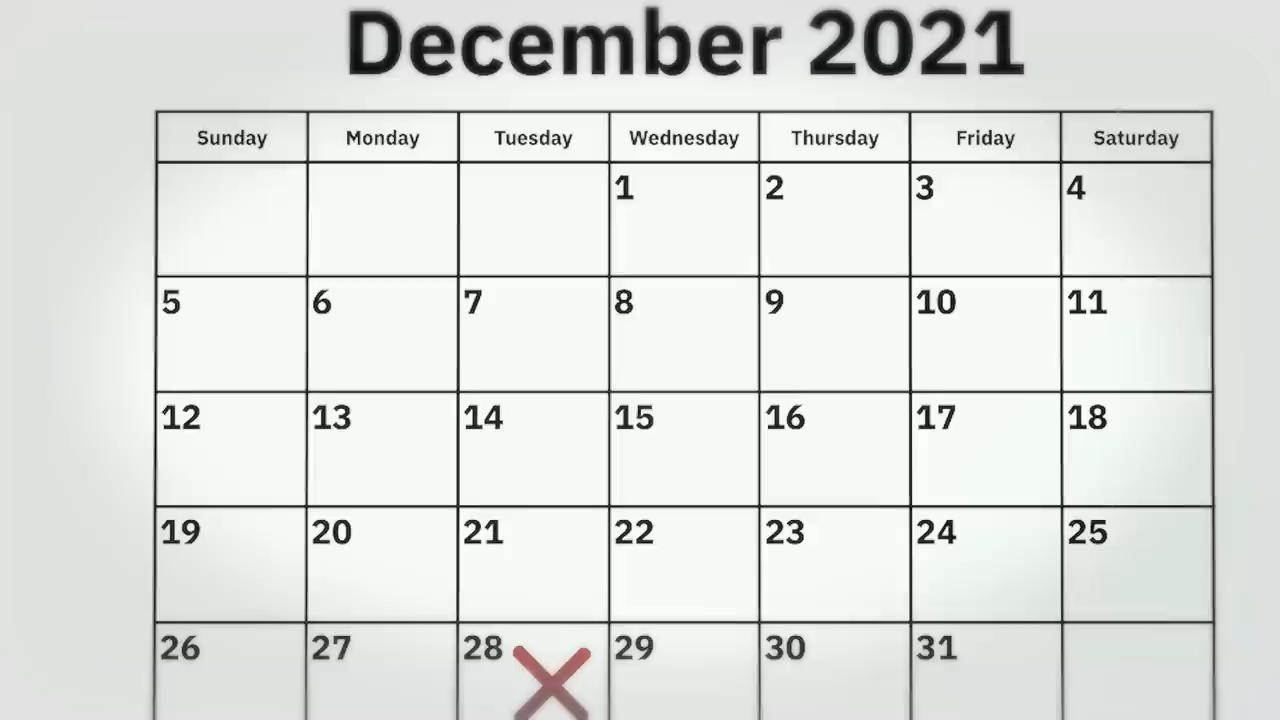 December 2021
Sunday Monday Tuesday Wednesday Thursday Friday Saturday
1 2 3 4
5 6 7 8 9 10 11
12 13 14 15 16 17 18
19 20 21 22 23 24 25
26 27 28 29 30 31